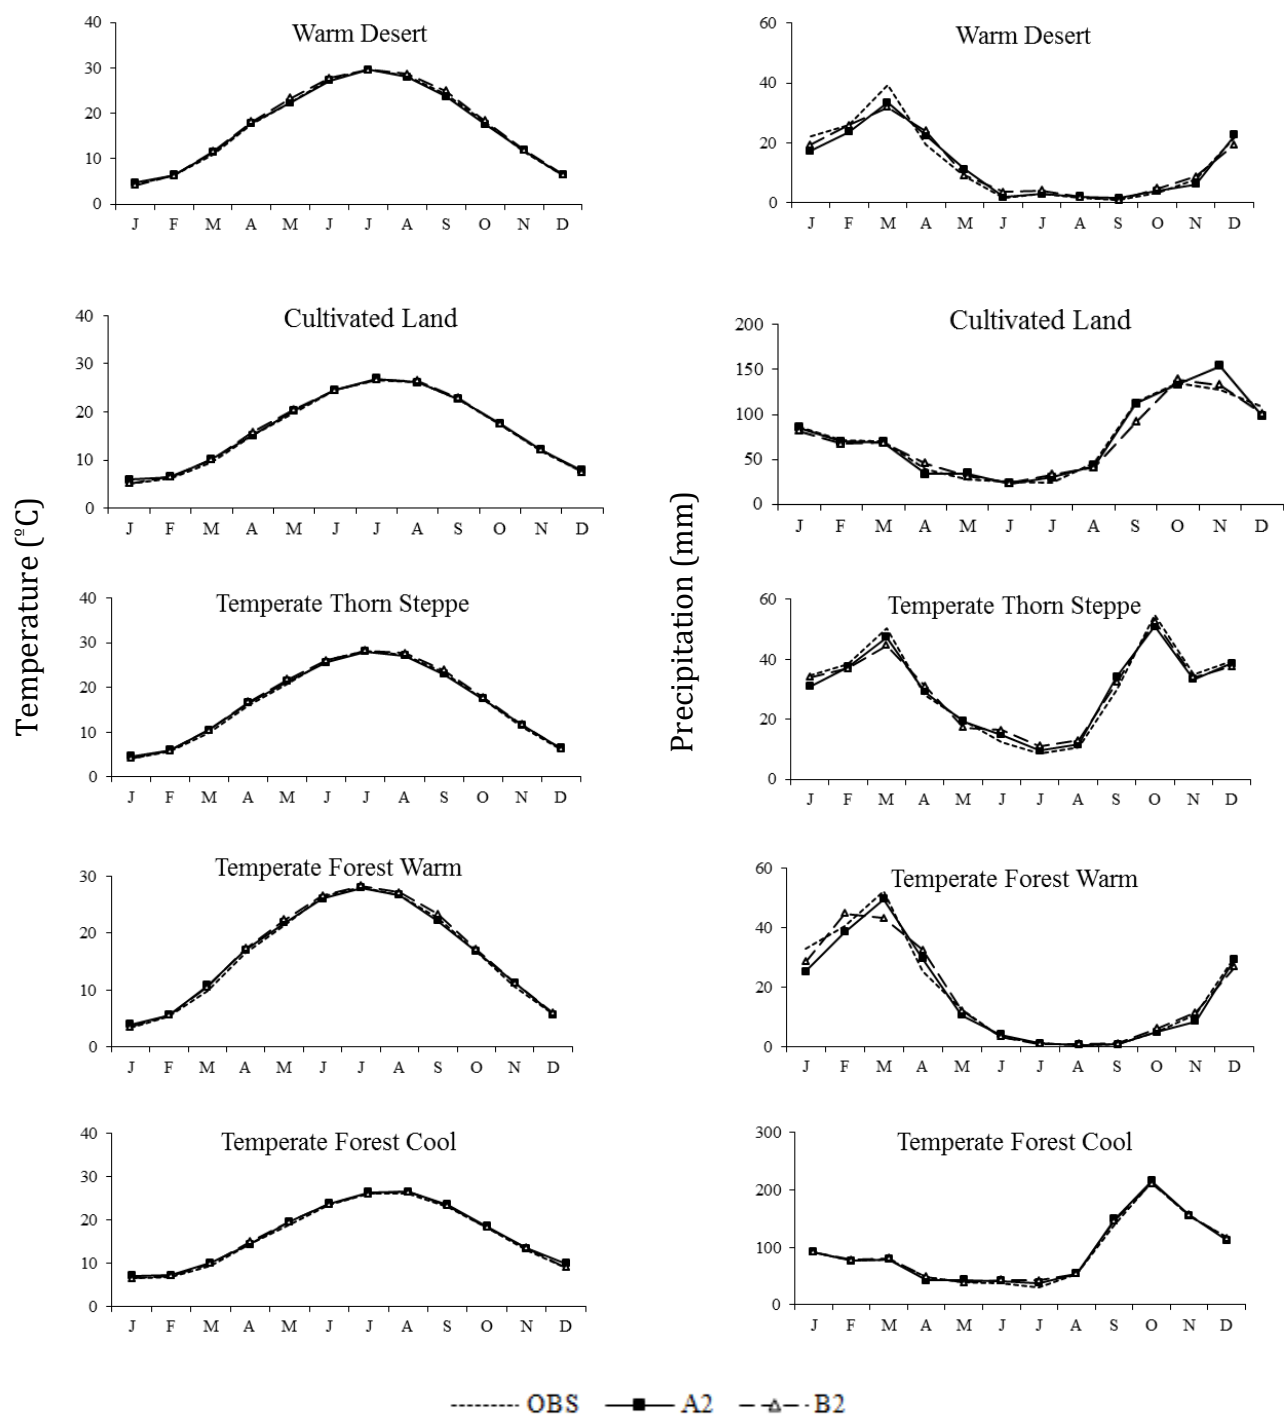 Warm Desert
40
30
20
10
0
J F M A M J J A S O N D
Warm Desert
60
40
20
0
J F M A M J J A S O N D
Cultivated Land
40
30
20
10
0
J F M A M J J A S O N D
Cultivated Land
200
150
100
50
0
J F M A M J J A S O N D
Temperature (ºC)
Precipitation (mm)
Temperate Thorn Steppe
40
30
20
10
0
J F M A M J J A S O N D
Temperate Thorn Steppe
60
40
20
0
J F M A M J J A S O N D
Temperate Forest Warm
30
20
10
0
J F M A M J J A S O N D
Temperate Forest Warm
60
40
20
0
J F M A M J J A S O N D
Temperate Forest Cool
40
30
20
10
0
J F M A M J J A S O N D
Temperate Forest Cool
300
200
100
0
J F M A M J J A S O N D
OBS A2 B2